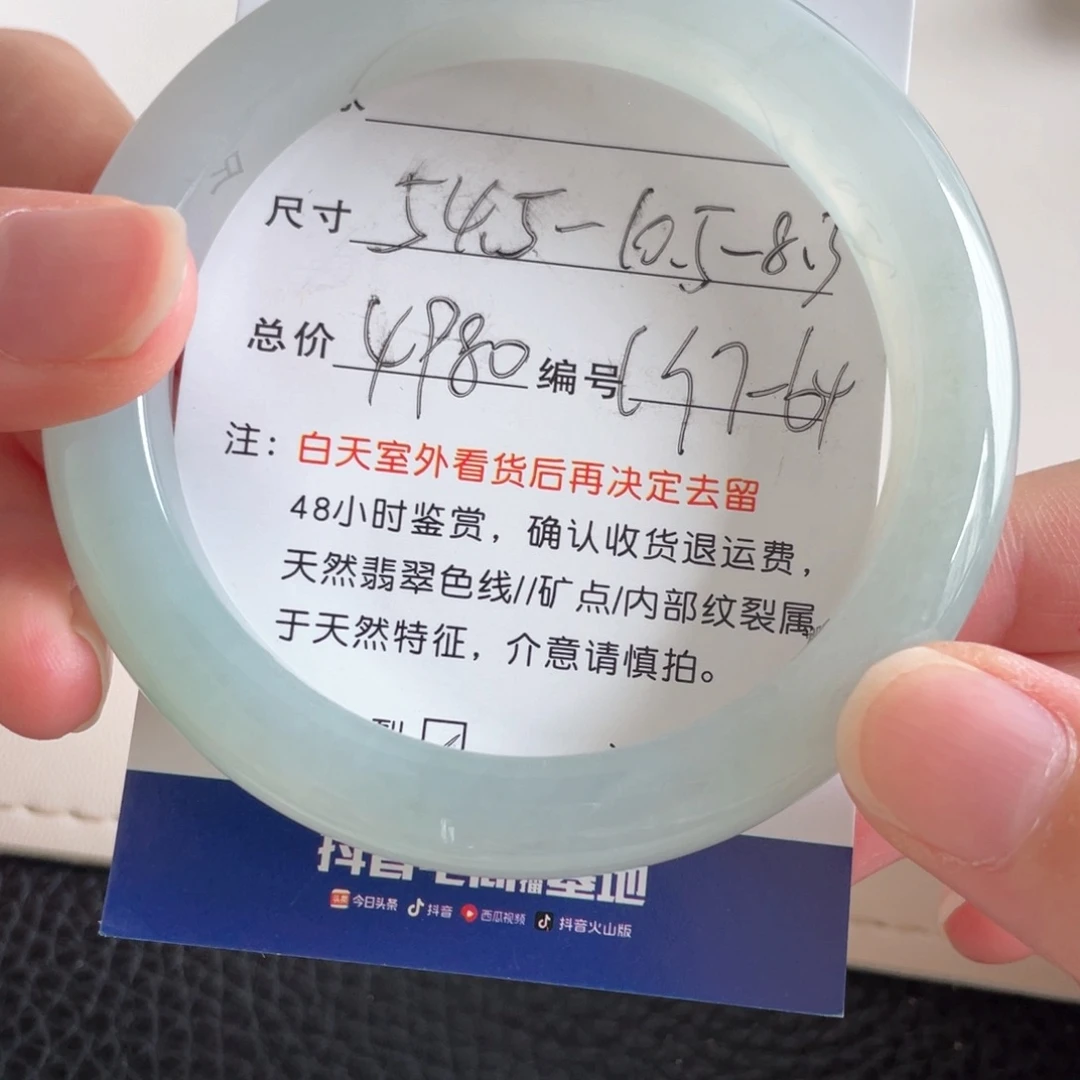 尺寸 54.5-10.5-8.3
总价 4980 编号
注：白天室外看货后再决定去留
48小时鉴赏，确认收货退运费，
天然翡翠色线//矿点/内部纹裂属
于天然特征，介意请慎拍。
今日头条 抖音 西瓜视频 抖音火山版